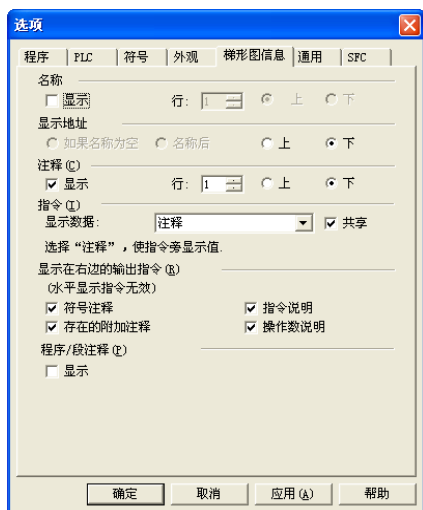 选项
程序 PLC 符号 外观 梯形图信息 通用 SFC
名称
显示 行: 1 上 下
显示地址
如果名称为空 名称后 上 下
注释(C)
显示 行: 1 上 下
指令(I)
显示数据: 注释 共享
选择“注释”,使指令旁显示值.
显示在右边的输出指令(R)
(水平显示指令无效)
符号注释 指令说明
存在的附加注释 操作数说明
程序/段注释(P)
显示
确定 取消 应用(A) 帮助